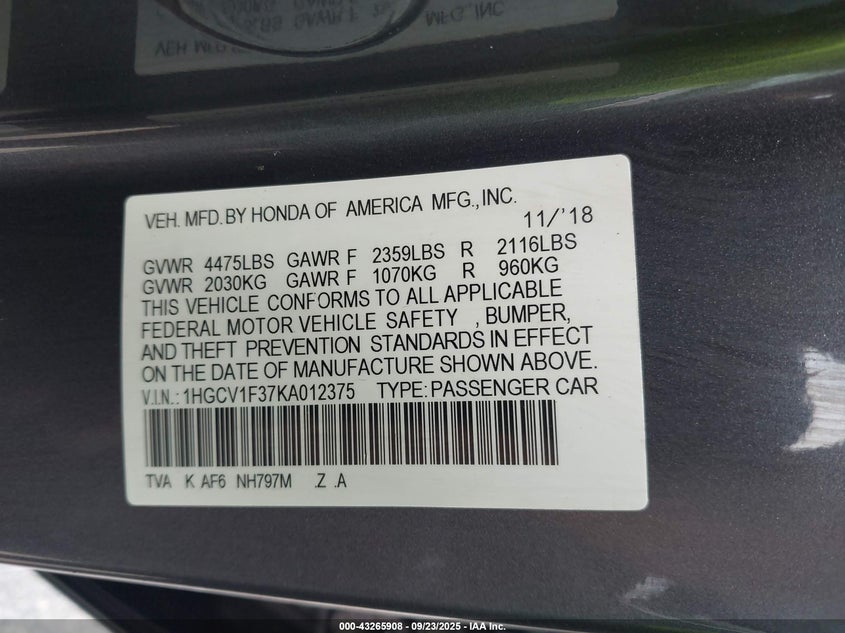 VEH. MFD. BY HONDA OF AMERICA MFG., INC.
11/'18
GVWR 4475LBS GAWR F 2359LBS R 2116LBS
GVWR 2030KG GAWR F 1070KG R 960KG
THIS VEHICLE CONFORMS TO ALL APPLICABLE
FEDERAL MOTOR VEHICLE SAFETY , BUMPER,
AND THEFT PREVENTION STANDARDS IN EFFECT
ON THE DATE OF MANUFACTURE SHOWN ABOVE.
V.I.N.: 1HGCV1F37KA012375 TYPE: PASSENGER CAR
TVA K AF6 NH797M .Z .A
000-43265908 - 09/23/2025 - IAA Inc.